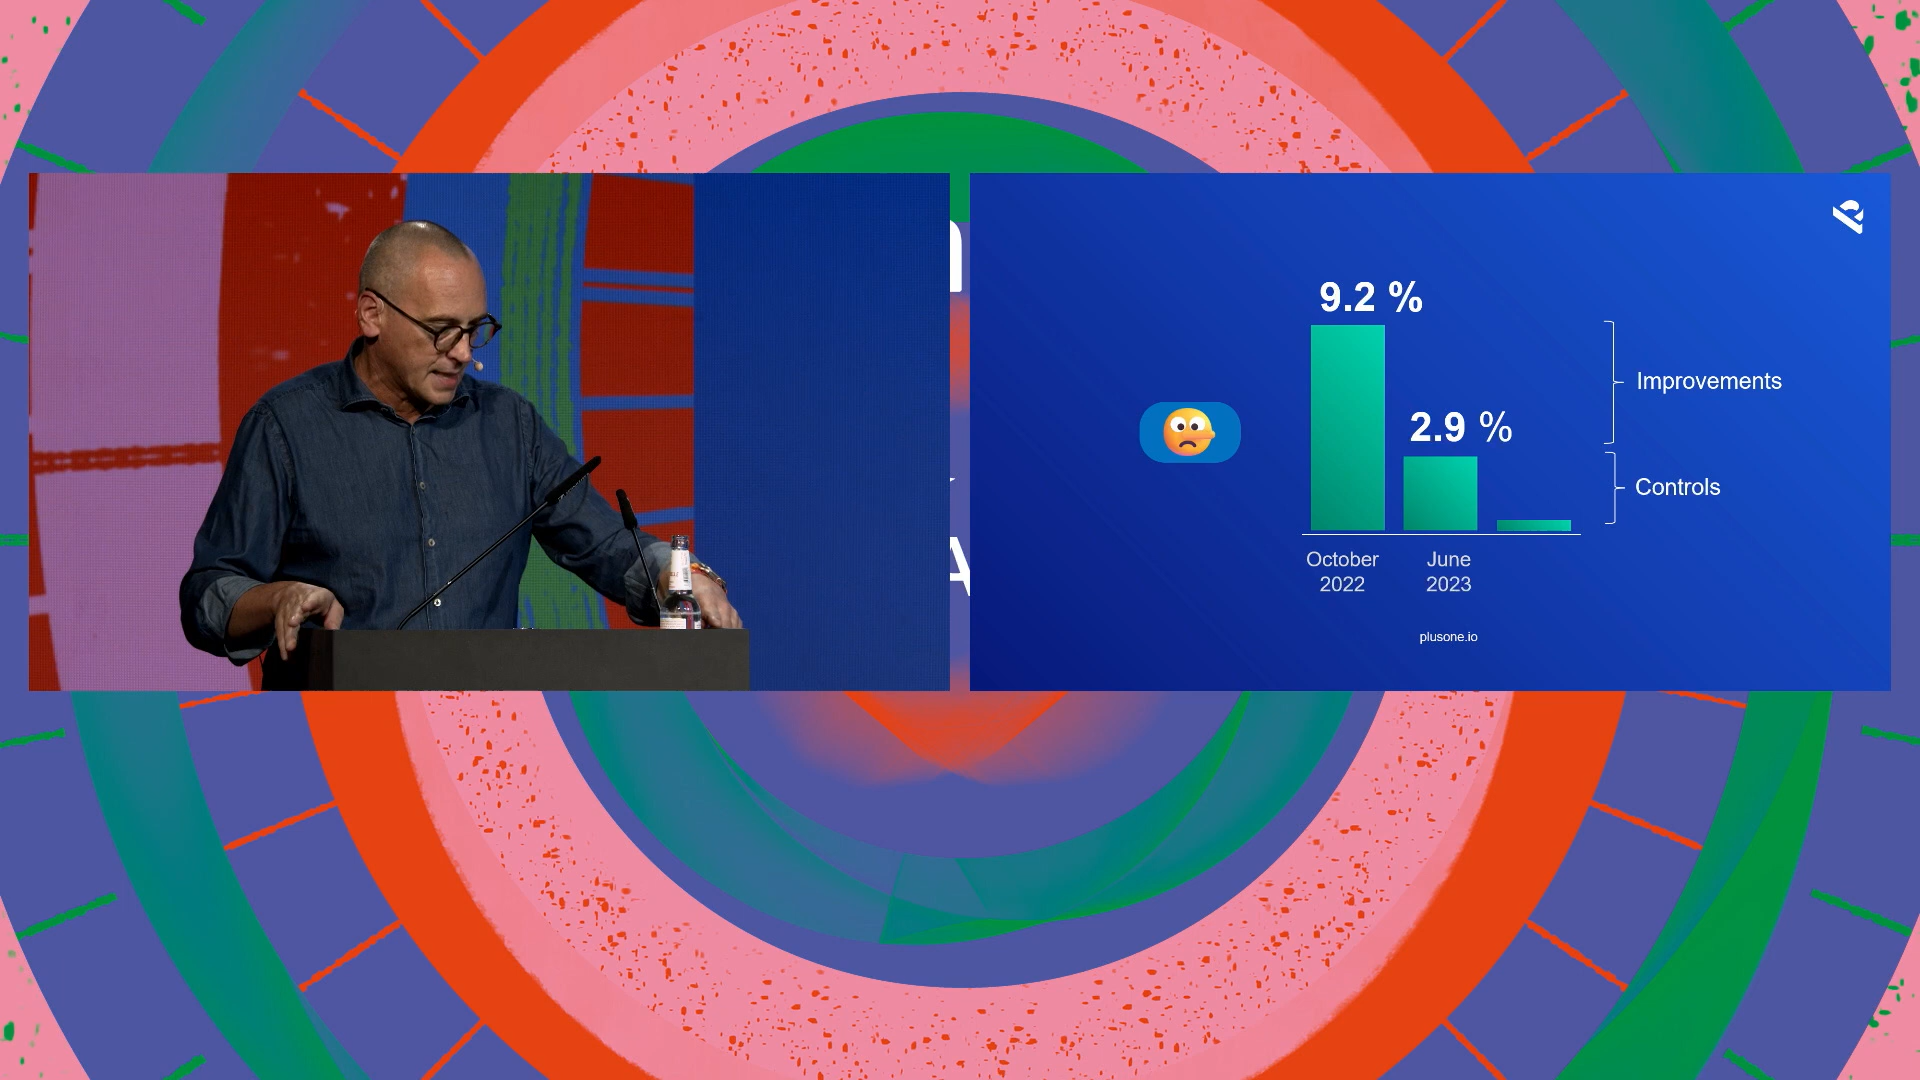 9.2 %
2.9 %
Improvements
Controls
October
2022
June
2023
plusone.io